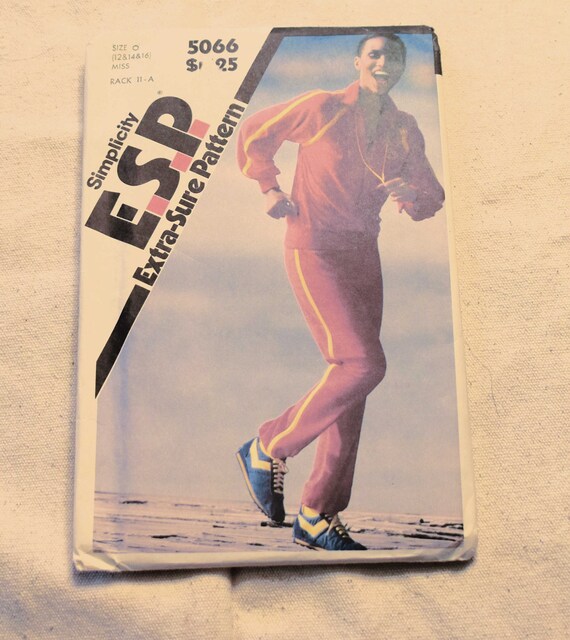 SIZE O
(12&14&16)
MISS
RACK 11-A
5066
Simplicity
E.S.P.®
Extra-Sure Pattern